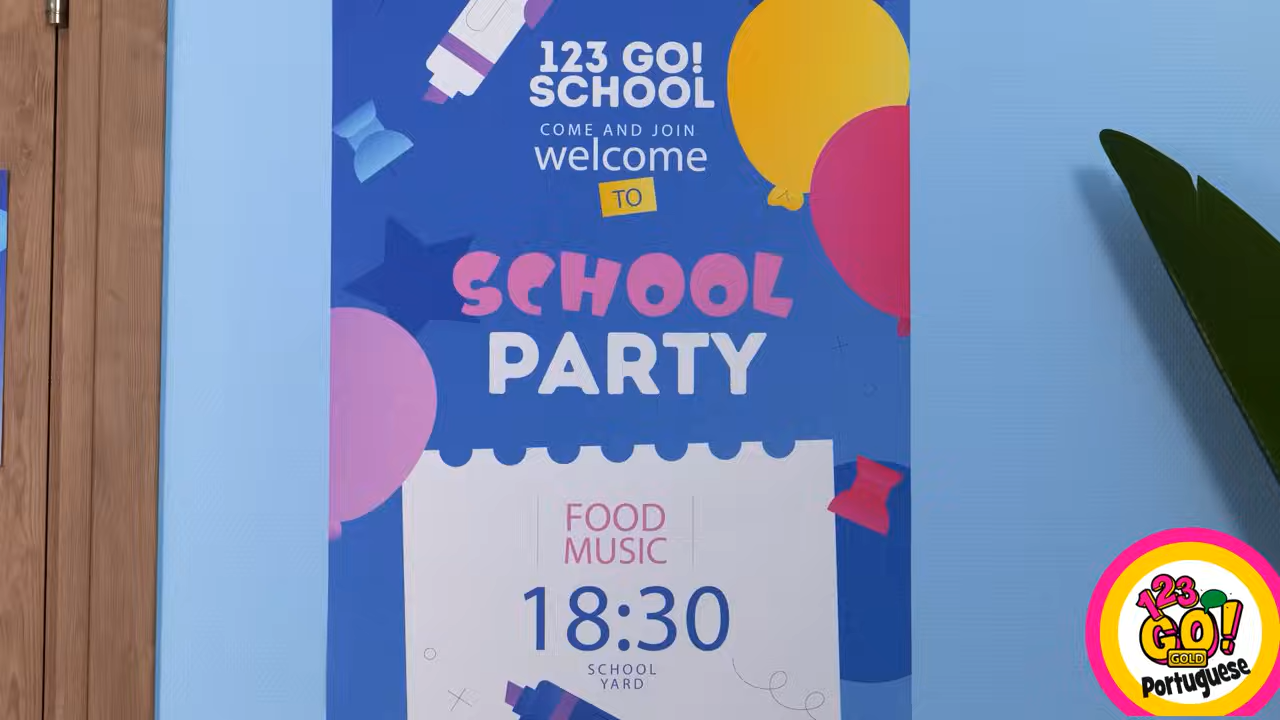 123 GO!
SCHOOL
COME AND JOIN
welcome
TO
SCHOOL
PARTY
FOOD
MUSIC
18:30
SCHOOL
YARD
123
GO!
GOLD
Portuguese